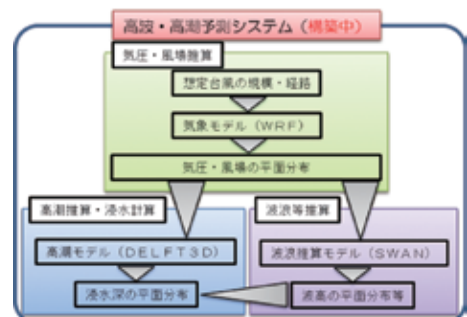 高波・高潮予測システム（構築中）
気圧・風場推算
想定台風の規模・経路
気象モデル（WRF）
気圧・風場の平面分布
高潮推算・浸水計算
波浪等推算
高潮モデル（DELFT3D）
波浪推算モデル（SWAN）
浸水深の平面分布
波高の平面分布等